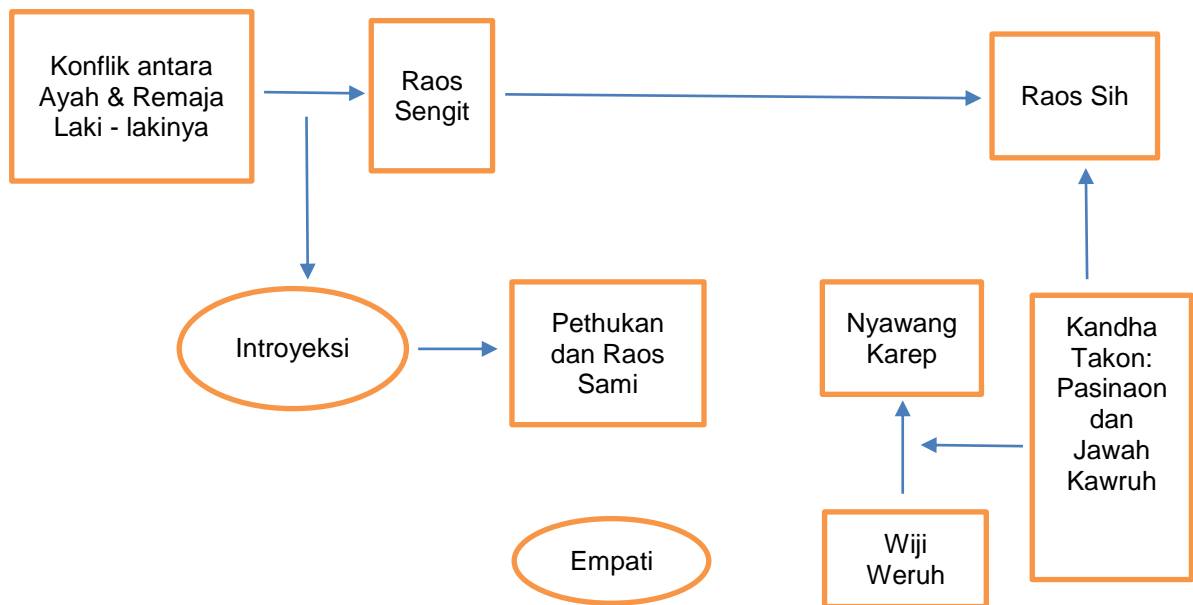 Konflik antara
Ayah & Remaja
Laki - lakinya
Raos
Sengit
Raos Sih
Introyeksi
Pethukan
dan Raos
Sami
Nyawang
Karep
Kandha
Takon:
Pasinaon
dan
Jawah
Kawruh
Empati
Wiji
Weruh